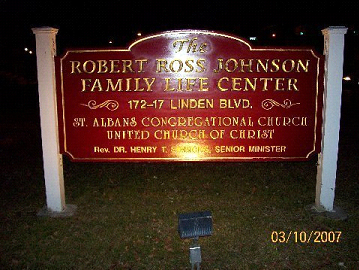 The
ROBERT ROSS JOHNSON
FAMILY LIFE CENTER
172-17 LINDEN BLVD.
ST. ALBANS CONGREGATIONAL CHURCH
UNITED CHURCH OF CHRIST
Rev. DR. HENRY T. SENIOR MINISTER
03/10/2007